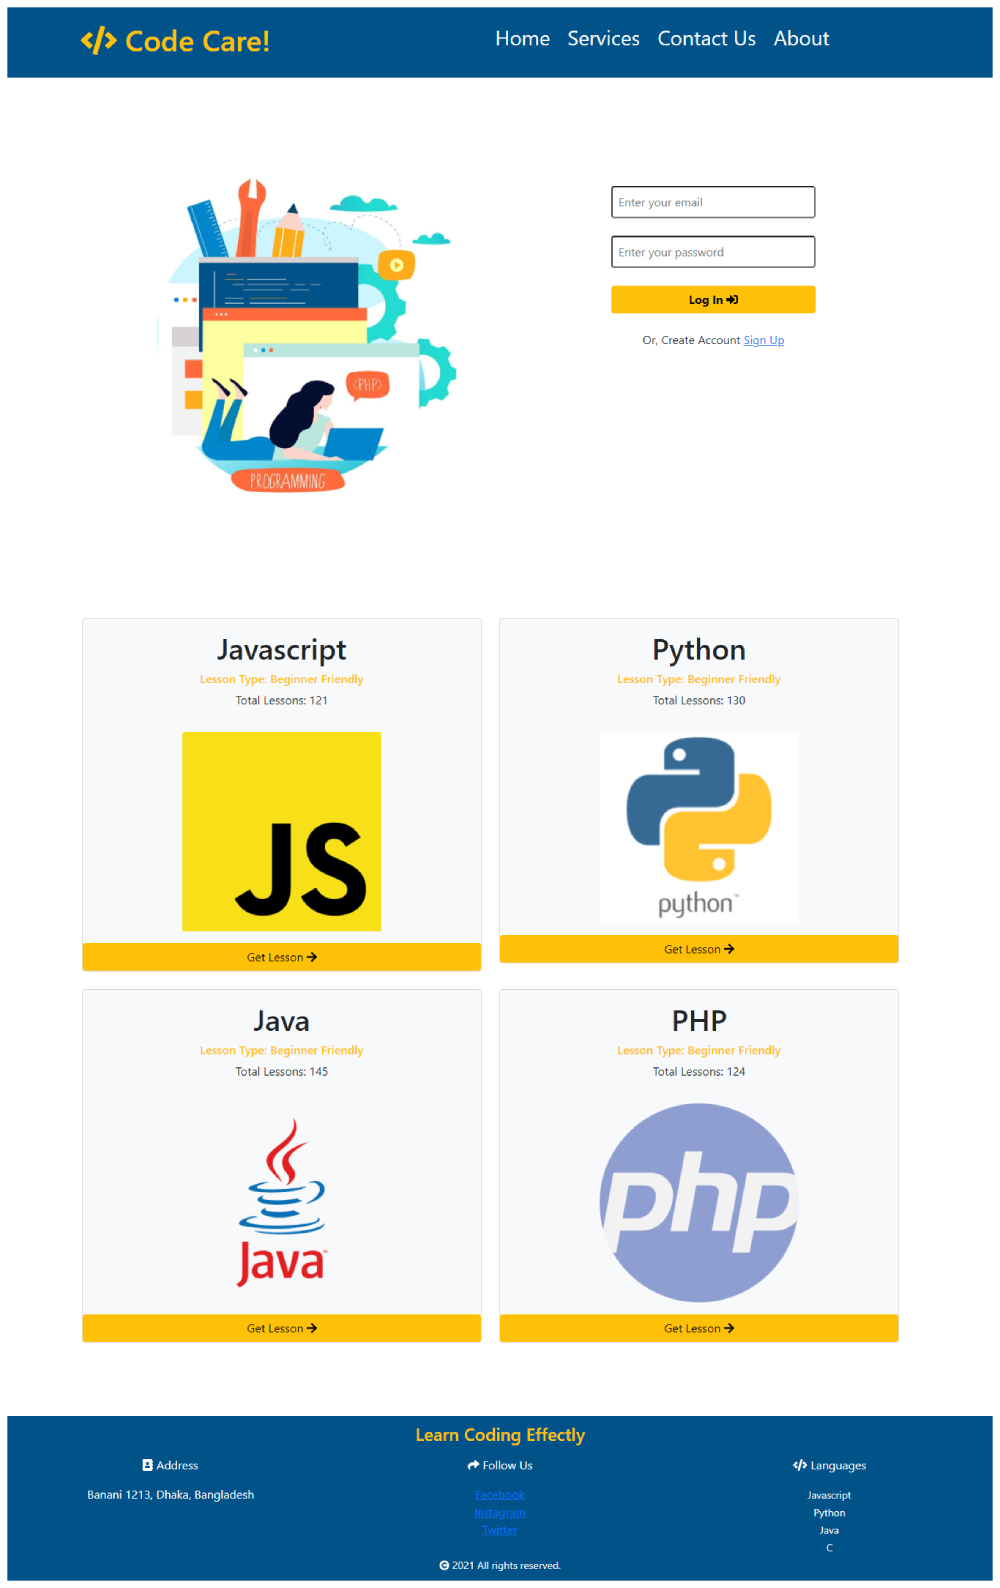 </> Code Care!
Home Services Contact Us About
Enter your email
Enter your password
Log In
Or, Create Account Sign Up
<PHP>
PROGRAMMING
Javascript
Lesson Type: Beginner Friendly
Total Lessons: 121
JS
Get Lesson
Python
Lesson Type: Beginner Friendly
Total Lessons: 130
python™
Get Lesson
Java
Lesson Type: Beginner Friendly
Total Lessons: 145
Java™
Get Lesson
PHP
Lesson Type: Beginner Friendly
Total Lessons: 124
php
Get Lesson
Learn Coding Effectly
Address
Banani 1213, Dhaka, Bangladesh
Follow Us
Facebook
Instagram
Twitter
</> Languages
Javascript
Python
Java
C
© 2021 All rights reserved.